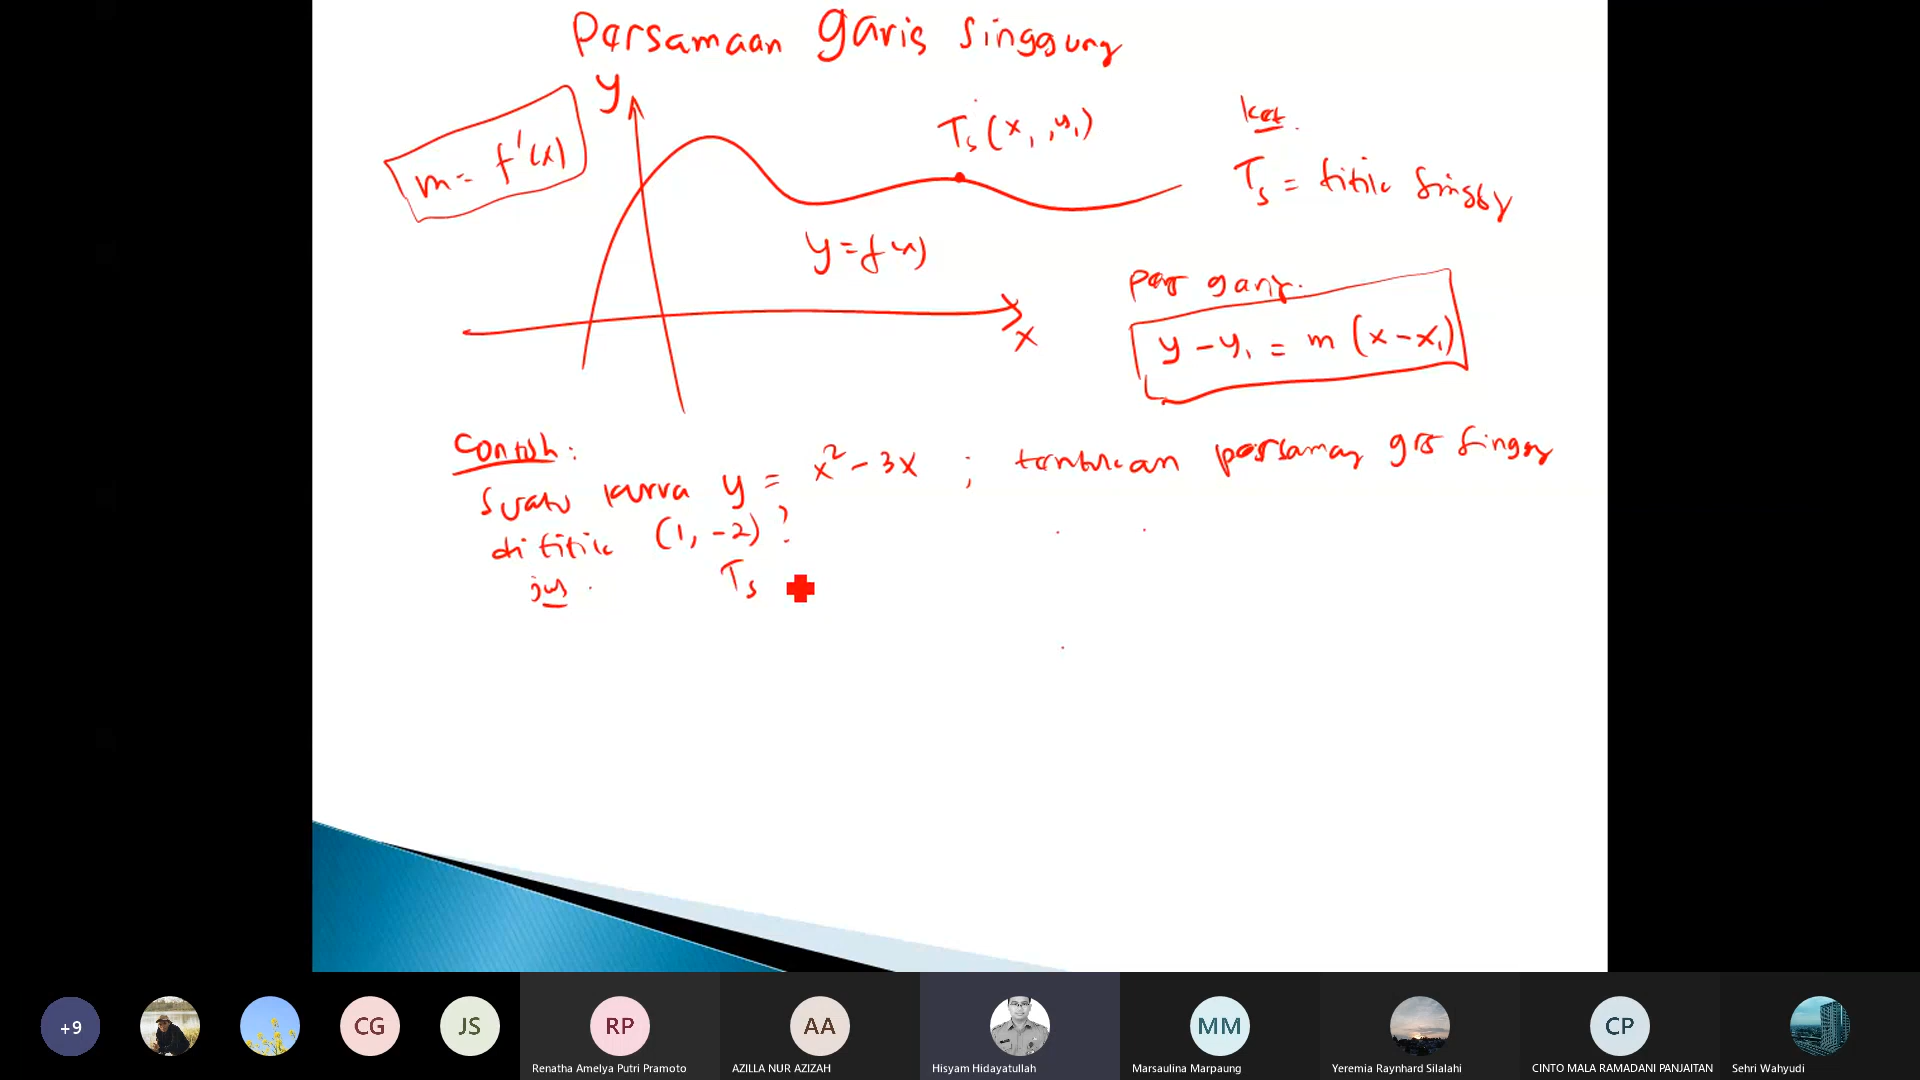 Persamaan garis singgung
y
m = f'(x)
Ts (x1, y1)
ket.
Ts = titik singg
y = f(x)
x
pers garis.
y - y1 = m (x - x1)
Contoh:
Suatu kurva y = x² - 3x ; tentukan persamaan grs singg
di titik (1, -2)?
jwb.
Ts
+9
CG
JS
RP
AA
MM
CP
Renatha Amelya Putri Pramoto
AZILLA NUR AZIZAH
Hisyam Hidayatullah
Marsaulina Marpaung
Yeremia Raynhard Silalahi
CINTO MALA RAMADANI PANJAITAN
Sehri Wahyudi